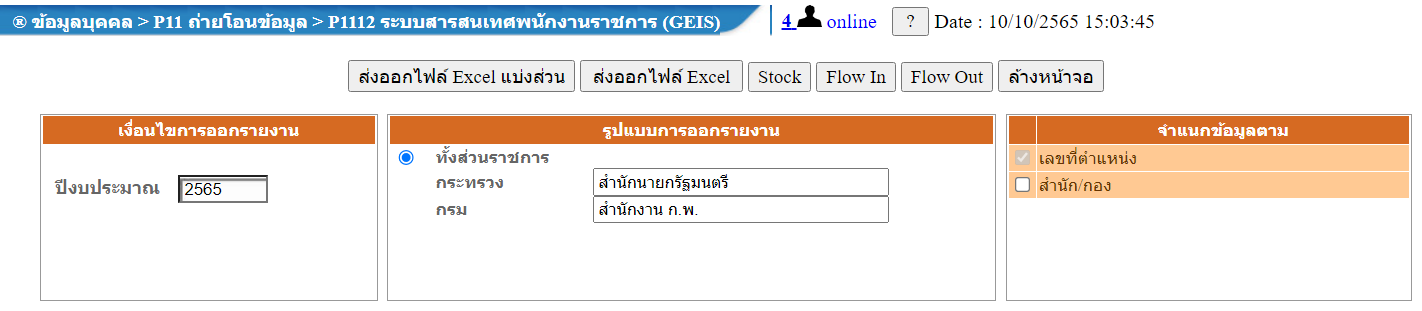 ® ข้อมูลบุคคล > P11 ถ่ายโอนข้อมูล > P1112 ระบบสารสนเทศพนักงานราชการ (GEIS) 4 online ? Date : 10/10/2565 15:03:45
ส่งออกไฟล์ Excel แบ่งส่วน ส่งออกไฟล์ Excel Stock Flow In Flow Out ล้างหน้าจอ
เงื่อนไขการออกรายงาน
ปีงบประมาณ 2565
รูปแบบการออกรายงาน
ทั้งส่วนราชการ
กระทรวง สำนักนายกรัฐมนตรี
กรม สำนักงาน ก.พ.
จำแนกข้อมูลตาม
เลขที่ตำแหน่ง
สำนัก/กอง